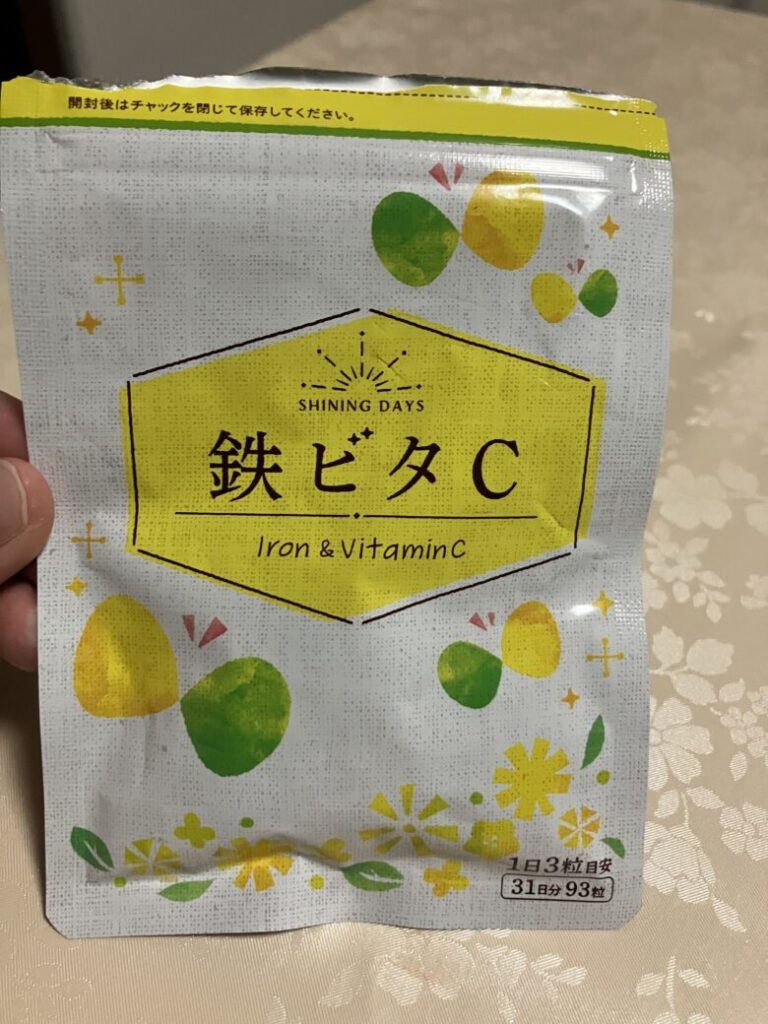 開封後はチャックを閉じて保存してください。
SHINING DAYS
鉄ビタC
Iron & Vitamin C
1日3粒目安
31日分 93粒